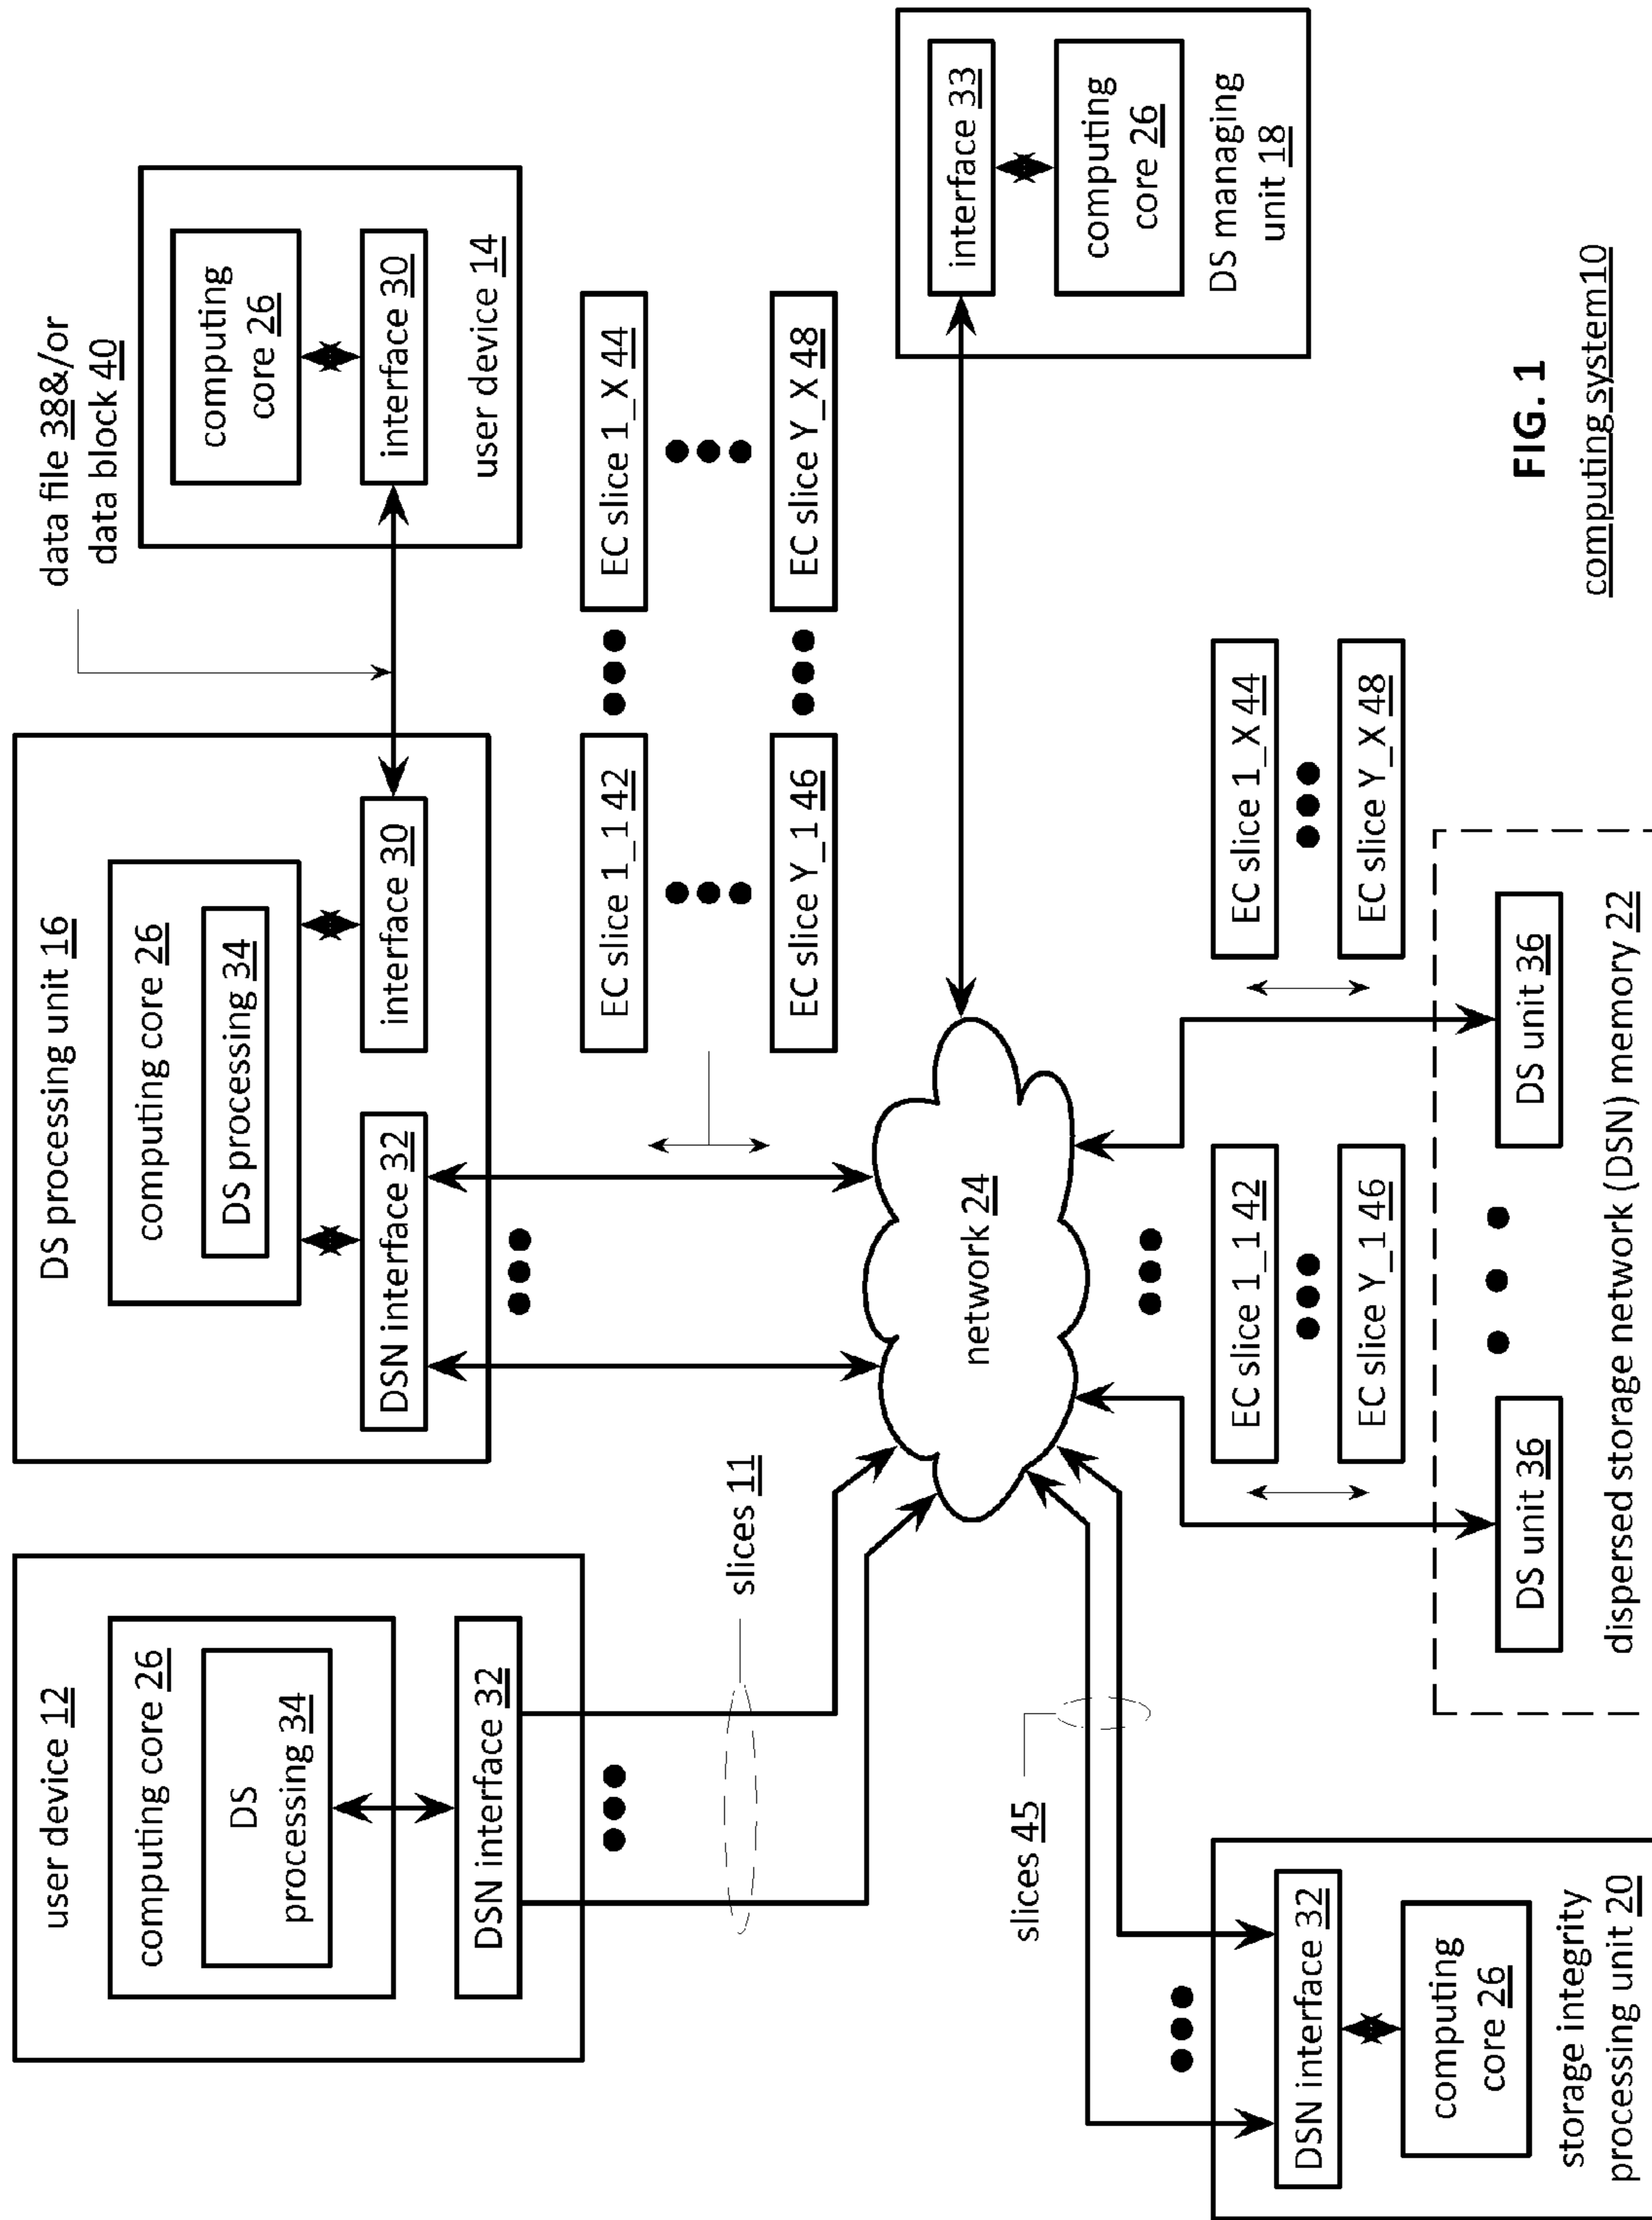 user device 12
computing core 26
DS
processing 34
DSN interface 32
slices 11
DS processing unit 16
computing core 26
DS processing 34
DSN interface 32
interface 30
data file 38&/or
data block 40
computing
core 26
interface 30
user device 14
EC slice 1_1 42
EC slice 1_X 44
EC slice Y_1 46
EC slice Y_X 48
network 24
interface 33
computing
core 26
DS managing
unit 18
slices 45
DSN interface 32
computing
core 26
storage integrity
processing unit 20
EC slice 1_1 42
EC slice Y_1 46
EC slice 1_X 44
EC slice Y_X 48
DS unit 36
DS unit 36
dispersed storage network (DSN) memory 22
FIG. 1
computing system10